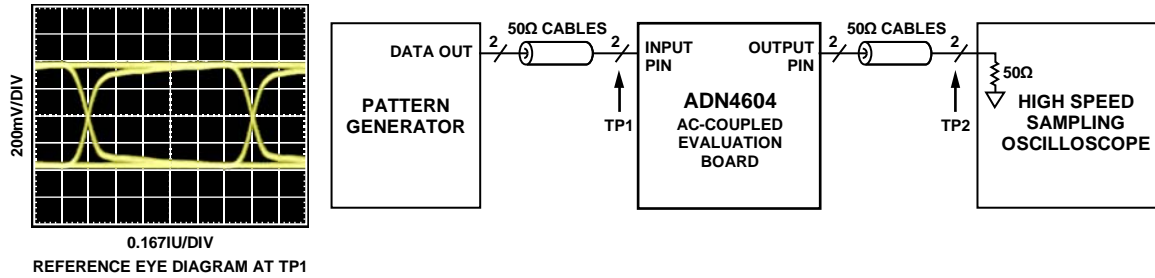 200mV/DIV
0.167IU/DIV
REFERENCE EYE DIAGRAM AT TP1
DATA OUT
PATTERN
GENERATOR
2
50Ω CABLES
2
TP1
INPUT
PIN
OUTPUT
PIN
ADN4604
AC-COUPLED
EVALUATION
BOARD
2
50Ω CABLES
2
TP2
50Ω
HIGH SPEED
SAMPLING
OSCILLOSCOPE